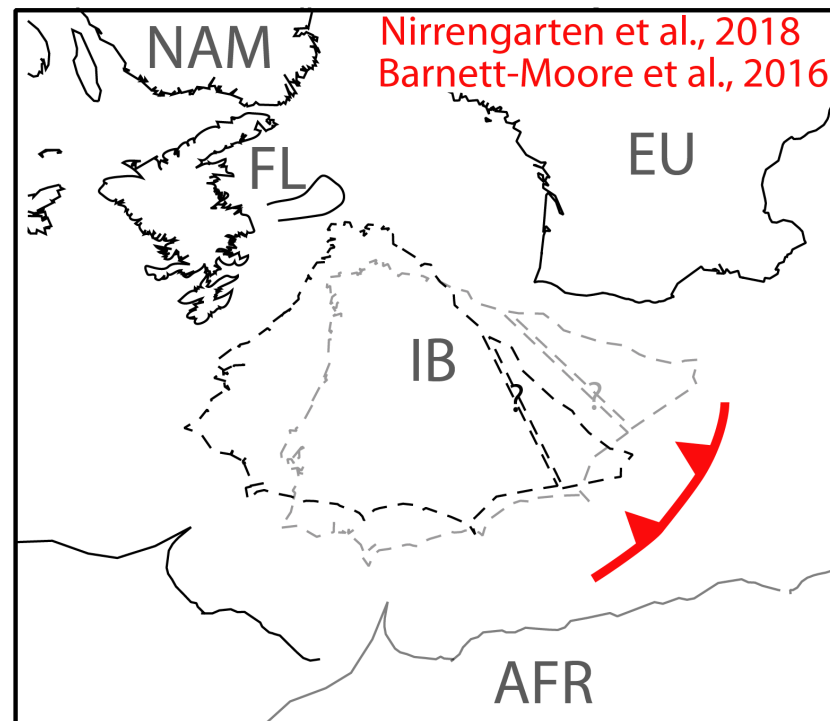 NAM
Nirrengarten et al., 2018
Barnett-Moore et al., 2016
EU
FL
IB
?
?
AFR